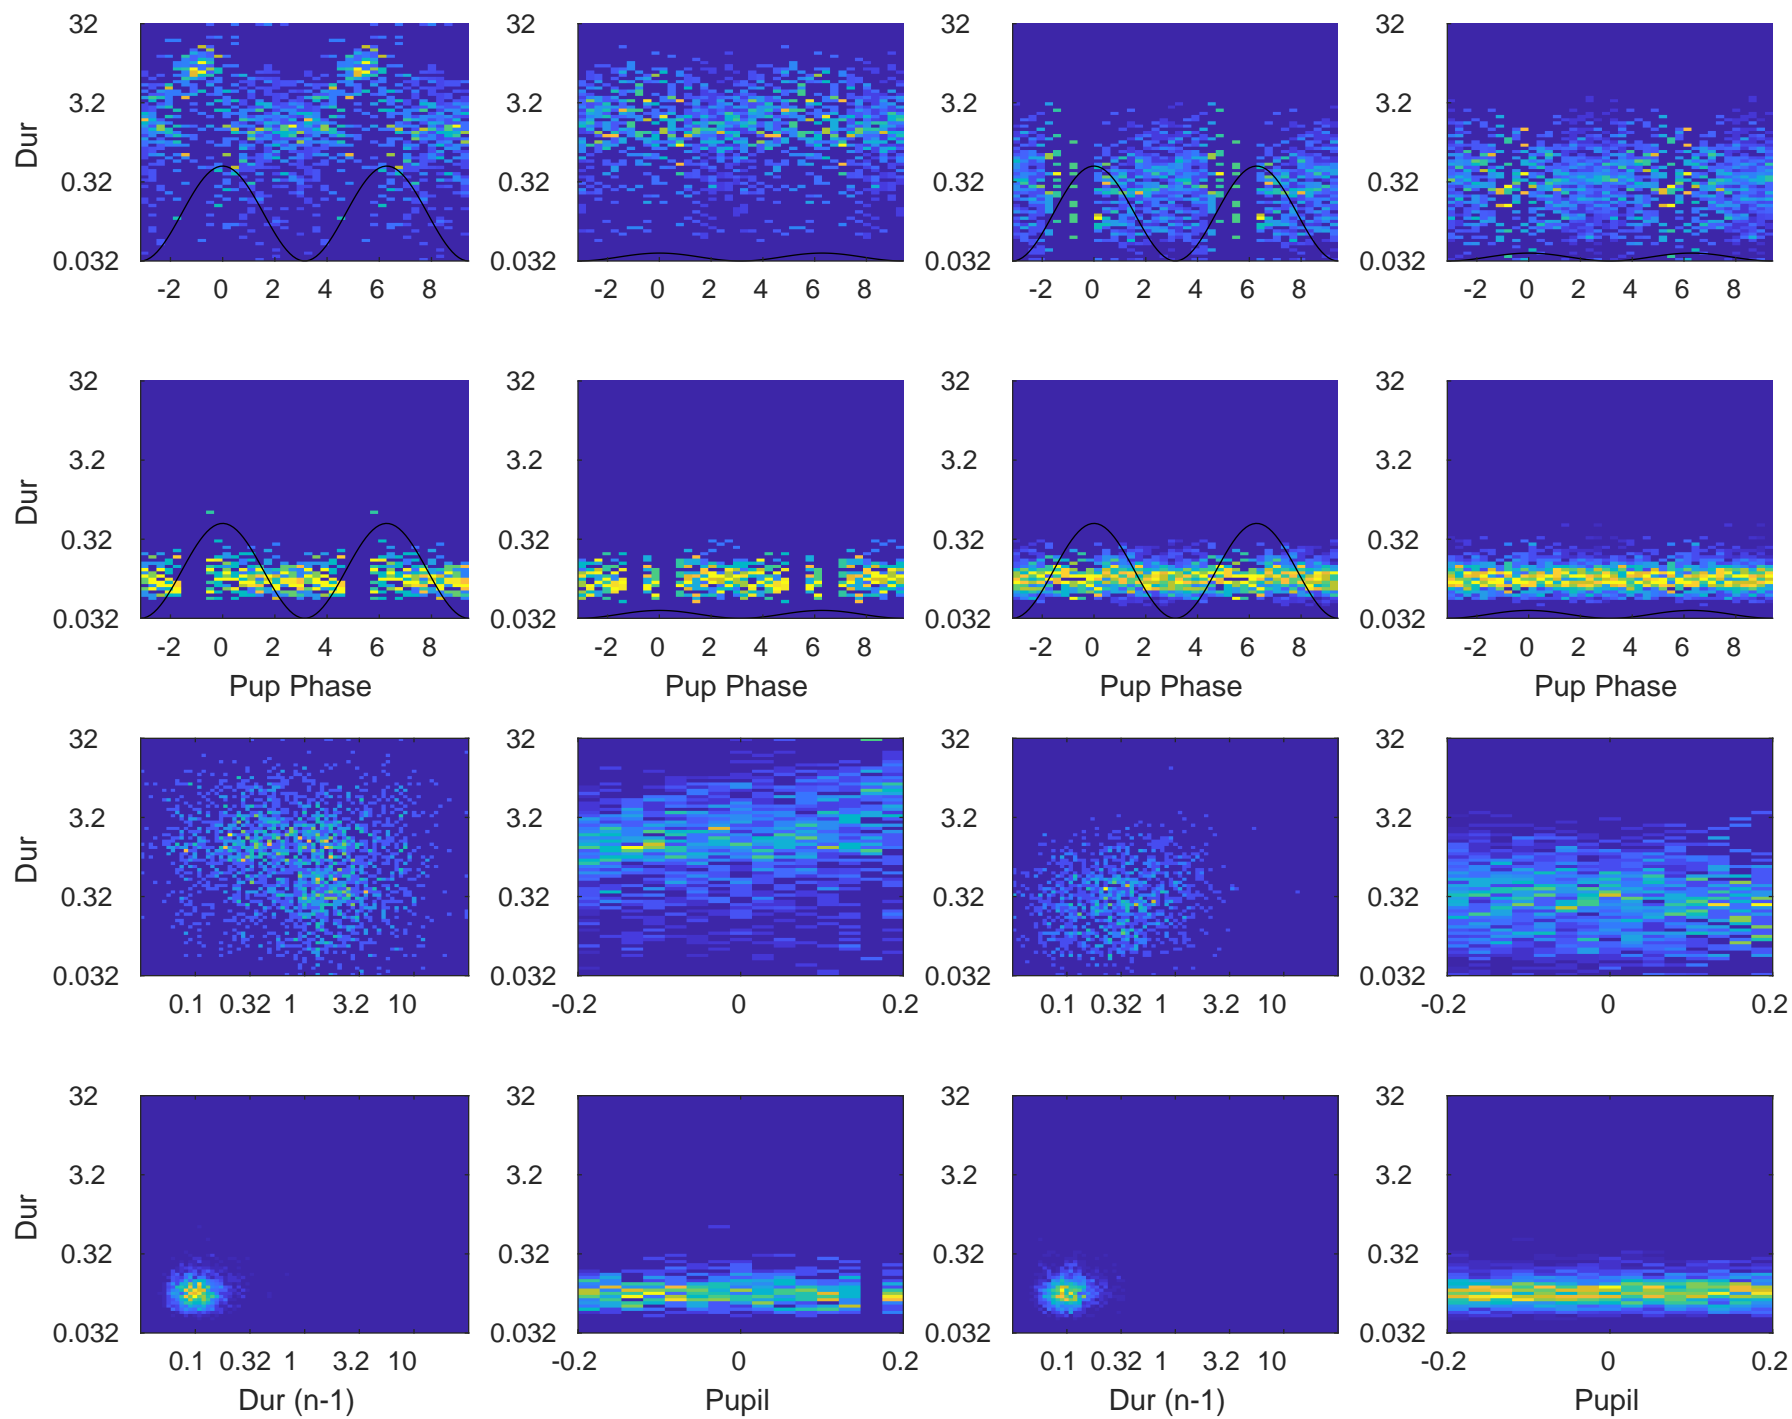 32 32 32 32
3.2 3.2 3.2 3.2
Dur
0.32 0.32 0.32 0.32
0.032 0.032 0.032 0.032
-2 0 2 4 6 8 -2 0 2 4 6 8 -2 0 2 4 6 8 -2 0 2 4 6 8
32 32 32 32
3.2 3.2 3.2 3.2
Dur
0.32 0.32 0.32 0.32
0.032 0.032 0.032 0.032
-2 0 2 4 6 8 -2 0 2 4 6 8 -2 0 2 4 6 8 -2 0 2 4 6 8
Pup Phase Pup Phase Pup Phase Pup Phase
32 32 32 32
3.2 3.2 3.2 3.2
Dur
0.32 0.32 0.32 0.32
0.032 0.032 0.032 0.032
0.1 0.32 1 3.2 10 -0.2 0 0.2 0.1 0.32 1 3.2 10 -0.2 0 0.2
32 32 32 32
3.2 3.2 3.2 3.2
Dur
0.32 0.32 0.32 0.32
0.032 0.032 0.032 0.032
0.1 0.32 1 3.2 10 -0.2 0 0.2 0.1 0.32 1 3.2 10 -0.2 0 0.2
Dur (n-1) Pupil Dur (n-1) Pupil